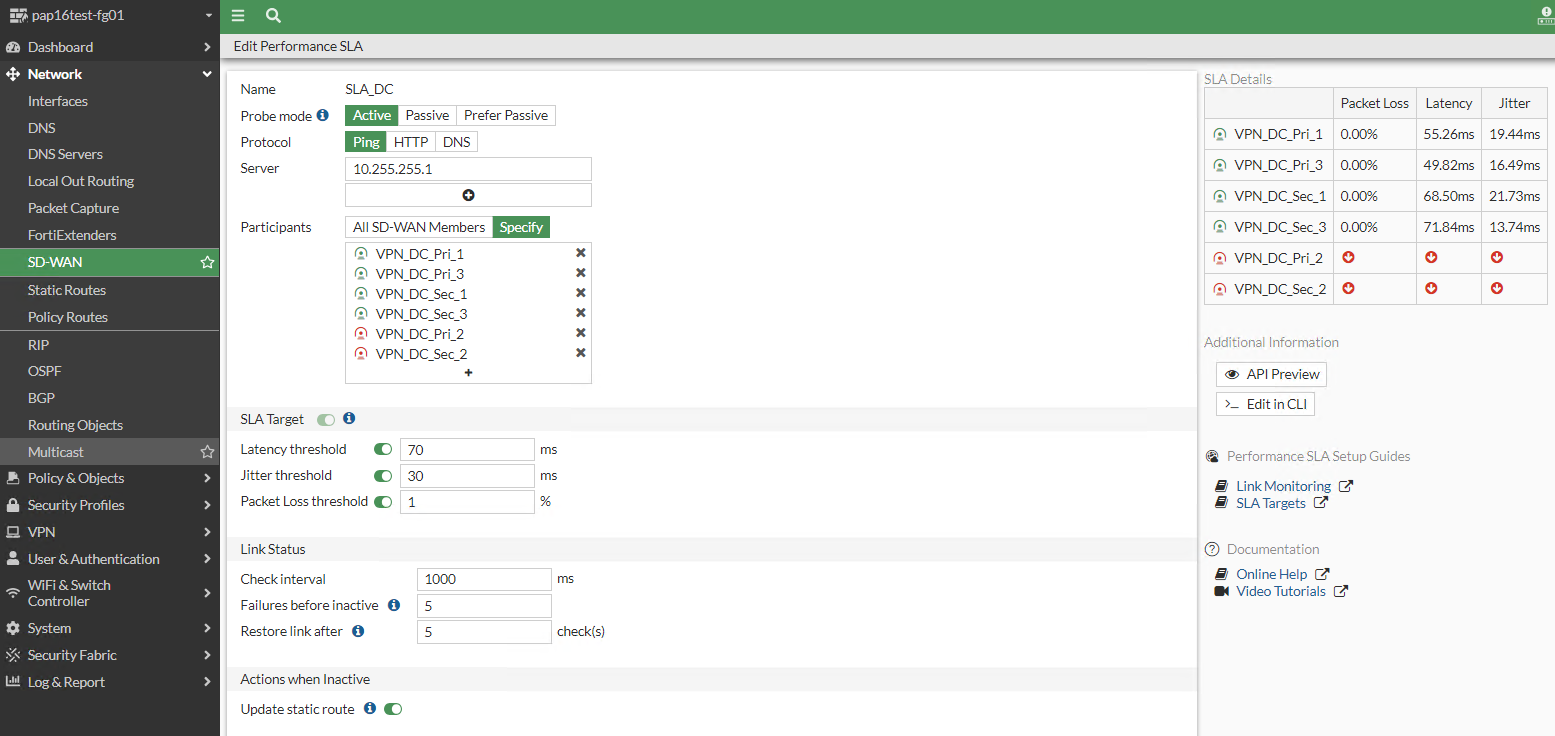 pap16test-fg01
Dashboard
Network
Interfaces
DNS
DNS Servers
Local Out Routing
Packet Capture
FortiExtenders
SD-WAN
Static Routes
Policy Routes
RIP
OSPF
BGP
Routing Objects
Multicast
Policy & Objects
Security Profiles
VPN
User & Authentication
WiFi & Switch
Controller
System
Security Fabric
Log & Report
Edit Performance SLA
Name SLA_DC
Probe mode Active Passive Prefer Passive
Protocol Ping HTTP DNS
Server 10.255.255.1
Participants All SD-WAN Members Specify
VPN_DC_Pri_1
VPN_DC_Pri_3
VPN_DC_Sec_1
VPN_DC_Sec_3
VPN_DC_Pri_2
VPN_DC_Sec_2
SLA Target
Latency threshold 70 ms
Jitter threshold 30 ms
Packet Loss threshold 1 %
Link Status
Check interval 1000 ms
Failures before inactive 5
Restore link after 5 check(s)
Actions when Inactive
Update static route
SLA Details
Packet Loss Latency Jitter
VPN_DC_Pri_1 0.00% 55.26ms 19.44ms
VPN_DC_Pri_3 0.00% 49.82ms 16.49ms
VPN_DC_Sec_1 0.00% 68.50ms 21.73ms
VPN_DC_Sec_3 0.00% 71.84ms 13.74ms
VPN_DC_Pri_2
VPN_DC_Sec_2
Additional Information
API Preview
>_ Edit in CLI
Performance SLA Setup Guides
Link Monitoring
SLA Targets
Documentation
Online Help
Video Tutorials